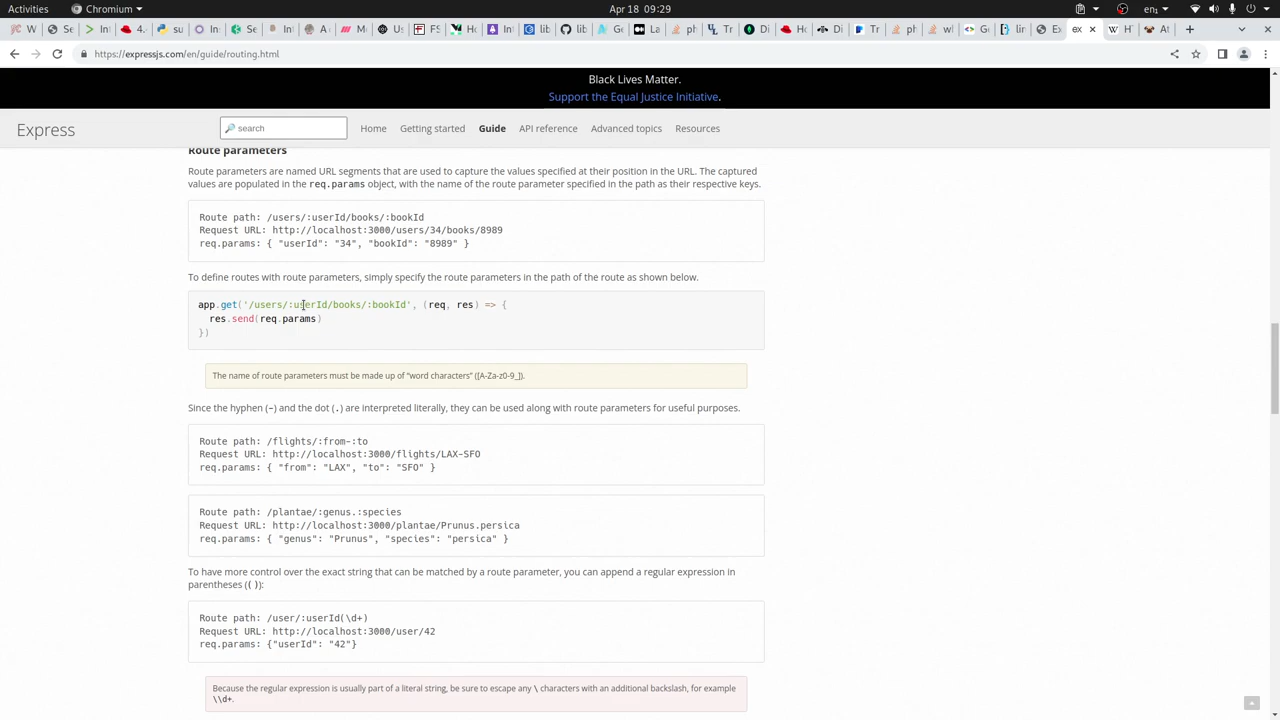 Activities
Chromium
Apr 18 09:29
en
https://expressjs.com/en/guide/routing.html
Black Lives Matter.
Support the Equal Justice Initiative.
Express
search
Home
Getting started
Guide
API reference
Advanced topics
Resources
Route parameters
Route parameters are named URL segments that are used to capture the values specified at their position in the URL. The captured
values are populated in the req.params object, with the name of the route parameter specified in the path as their respective keys.
Route path: /users/:userId/books/:bookId
Request URL: http://localhost:3000/users/34/books/8989
req.params: { "userId": "34", "bookId": "8989" }
To define routes with route parameters, simply specify the route parameters in the path of the route as shown below.
app.get('/users/:userId/books/:bookId', (req, res) => {
res.send(req.params)
})
The name of route parameters must be made up of “word characters” ([A-Za-z0-9_]).
Since the hyphen (-) and the dot (.) are interpreted literally, they can be used along with route parameters for useful purposes.
Route path: /flights/:from-:to
Request URL: http://localhost:3000/flights/LAX-SFO
req.params: { "from": "LAX", "to": "SFO" }
Route path: /plantae/:genus.:species
Request URL: http://localhost:3000/plantae/Prunus.persica
req.params: { "genus": "Prunus", "species": "persica" }
To have more control over the exact string that can be matched by a route parameter, you can append a regular expression in
parentheses (()):
Route path: /user/:userId(\d+)
Request URL: http://localhost:3000/user/42
req.params: {"userId": "42"}
Because the regular expression is usually part of a literal string, be sure to escape any \ characters with an additional backslash, for example
\\d+.